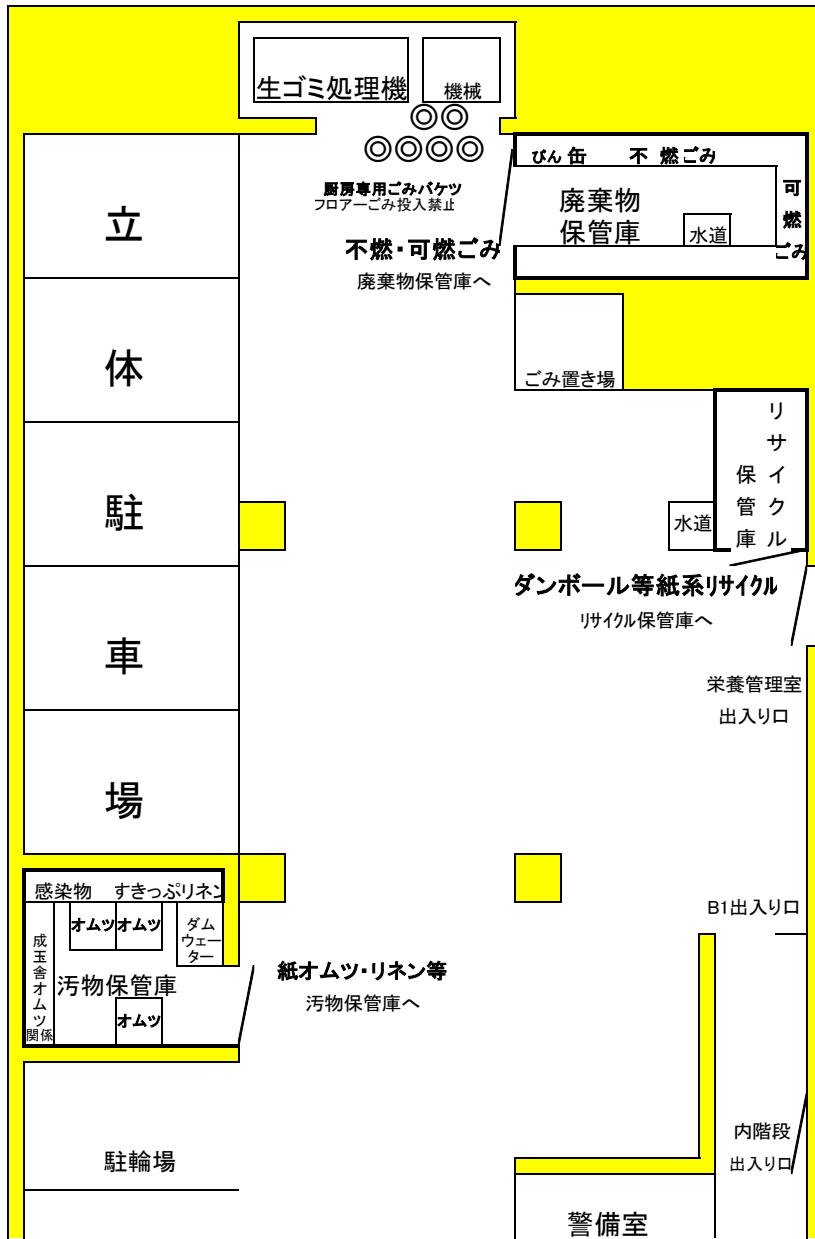 生ゴミ処理機
機械
◎◎
◎◎◎◎
厨房専用ごみバケツ
フロアーごみ投入禁止
不燃・可燃ごみ
廃棄物保管庫へ
びん缶 不燃ごみ
可燃ごみ
廃棄物
保管庫
水道
ごみ置き場
リサイクル
保管庫
水道
ダンボール等紙系リサイクル
リサイクル保管庫へ
栄養管理室
出入り口
立体駐車場
感染物 すきっぷリネン
オムツ オムツ
ダム
ウェー
ター
成玉舎オムツ
関係
汚物保管庫
オムツ
紙オムツ・リネン等
汚物保管庫へ
B1出入り口
駐輪場
内階段
出入り口
警備室